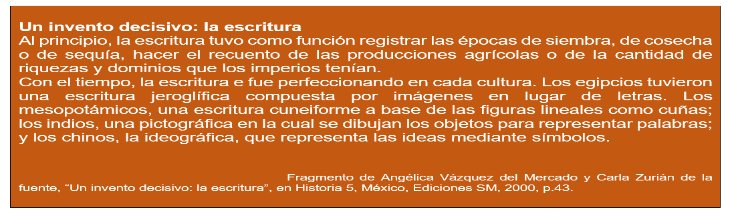 Un invento decisivo: la escritura
Al principio, la escritura tuvo como función registrar las épocas de siembra, de cosecha
o de sequía, hacer el recuento de las producciones agrícolas o de la cantidad de
riquezas y dominios que los imperios tenían.
Con el tiempo, la escritura e fue perfeccionando en cada cultura. Los egipcios tuvieron
una escritura jeroglífica compuesta por imágenes en lugar de letras. Los
mesopotámicos, una escritura cuneiforme a base de las figuras lineales como cuñas;
los indios, una pictográfica en la cual se dibujan los objetos para representar palabras;
y los chinos, la ideográfica, que representa las ideas mediante símbolos.
Fragmento de Angélica Vázquez del Mercado y Carla Zurián de la
fuente, “Un invento decisivo: la escritura”, en Historia 5, México, Ediciones SM, 2000, p.43.